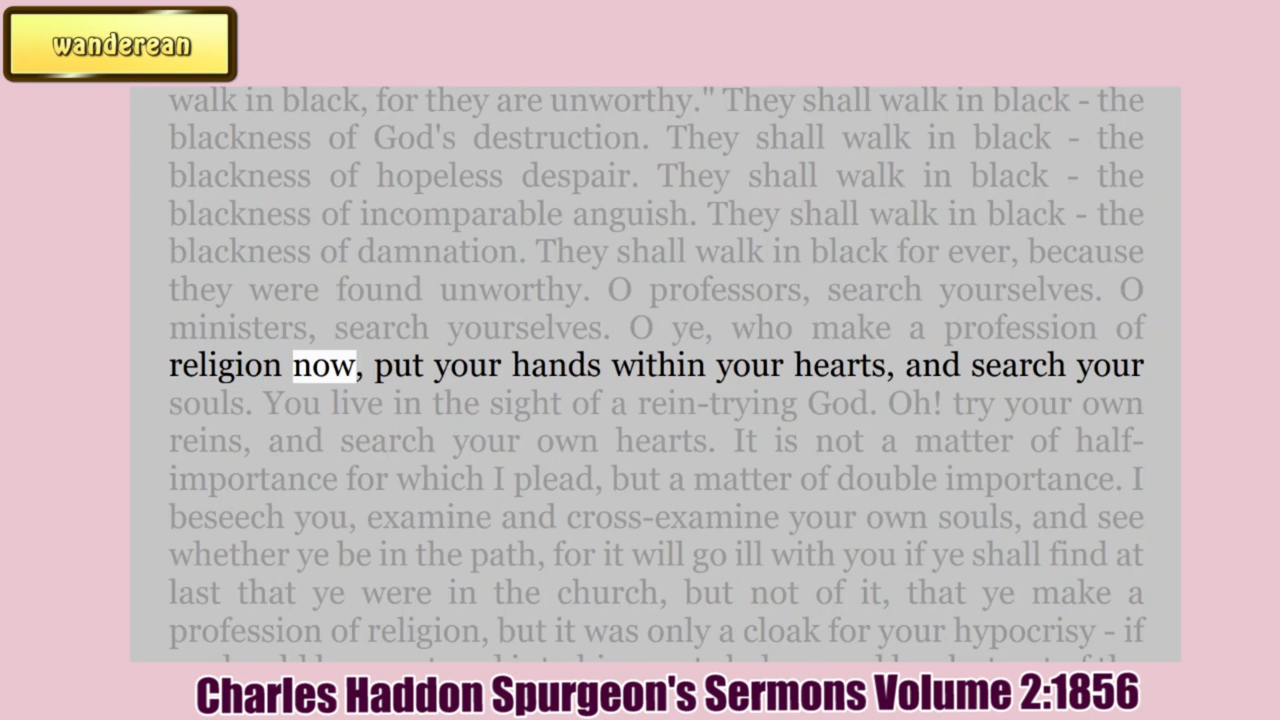 wanderean
walk in black, for they are unworthy." They shall walk in black - the
blackness of God's destruction. They shall walk in black - the
blackness of hopeless despair. They shall walk in black - the
blackness of incomparable anguish. They shall walk in black - the
blackness of damnation. They shall walk in black for ever, because
they were found unworthy. O professors, search yourselves. O
ministers, search yourselves. O ye, who make a profession of
religion now, put your hands within your hearts, and search your
souls. You live in the sight of a rein-trying God. Oh! try your own
reins, and search your own hearts. It is not a matter of half-
importance for which I plead, but a matter of double importance. I
beseech you, examine and cross-examine your own souls, and see
whether ye be in the path, for it will go ill with you if ye shall find at
last that ye were in the church, but not of it, that ye make a
profession of religion, but it was only a cloak for your hypocrisy - if
Charles Haddon Spurgeon's Sermons Volume 2:1856